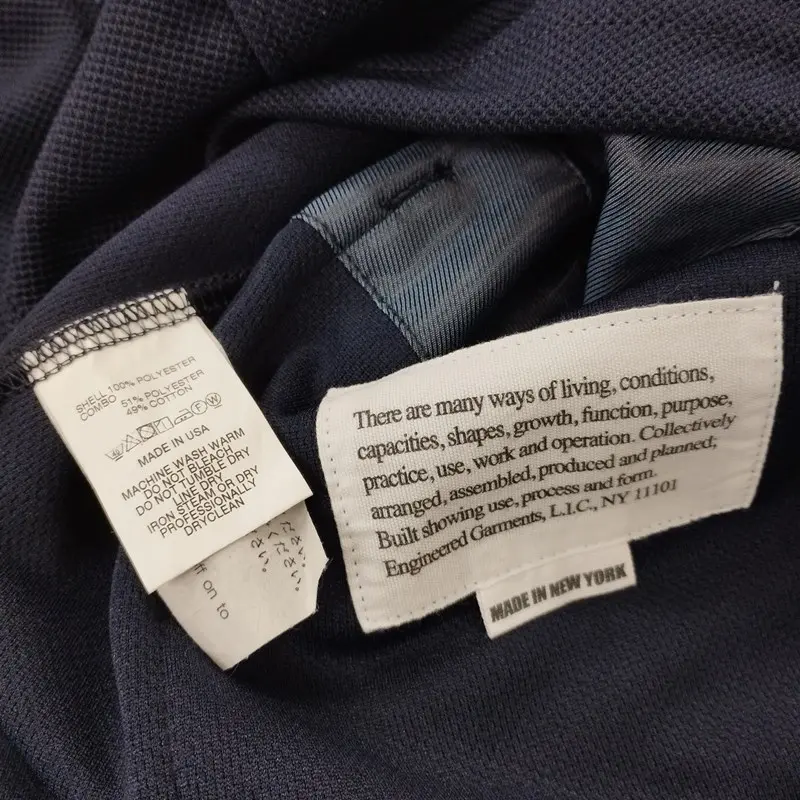 SHELL 100% POLYESTER
COMBO 51% POLYESTER
49% COTTON
MADE IN USA
MACHINE WASH WARM
DO NOT BLEACH
DO NOT TUMBLE DRY
LINE DRY
IRON STEAM OR DRY
PROFESSIONALLY
DRYCLEAN
on to
There are many ways of living, conditions,
capacities, shapes, growth, function, purpose,
practice, use, work and operation. Collectively
arranged, assembled, produced and planned;
Built showing use, process and form.
Engineered Garments, L.I.C., NY 11101
MADE IN NEW YORK